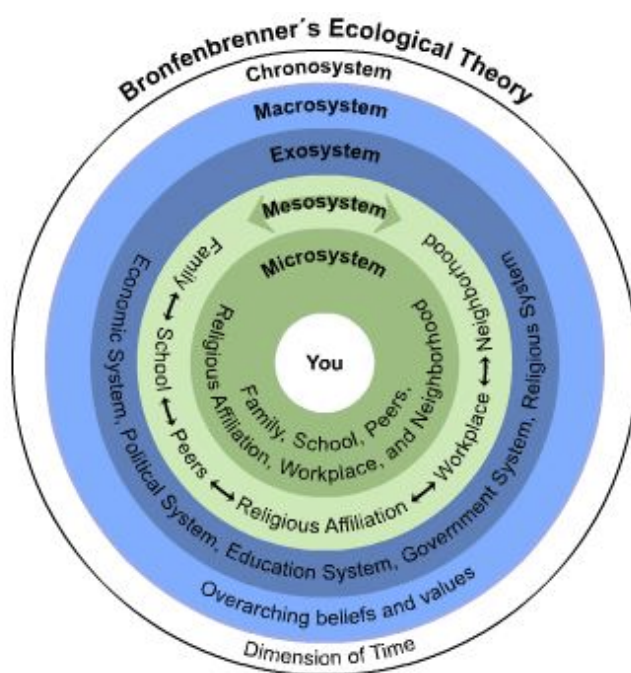 Bronfenbrenner´s Ecological Theory
Chronosystem
Macrosystem
Exosystem
Mesosystem
Microsystem
You
Family, School, Peers,
Religious Affiliation, Workplace, and Neighborhood
Family ↔ School ↔ Peers ↔ Religious Affiliation ↔ Workplace ↔ Neighborhood
Economic System, Political System, Education System, Government System, Religious System
Overarching beliefs and values
Dimension of Time